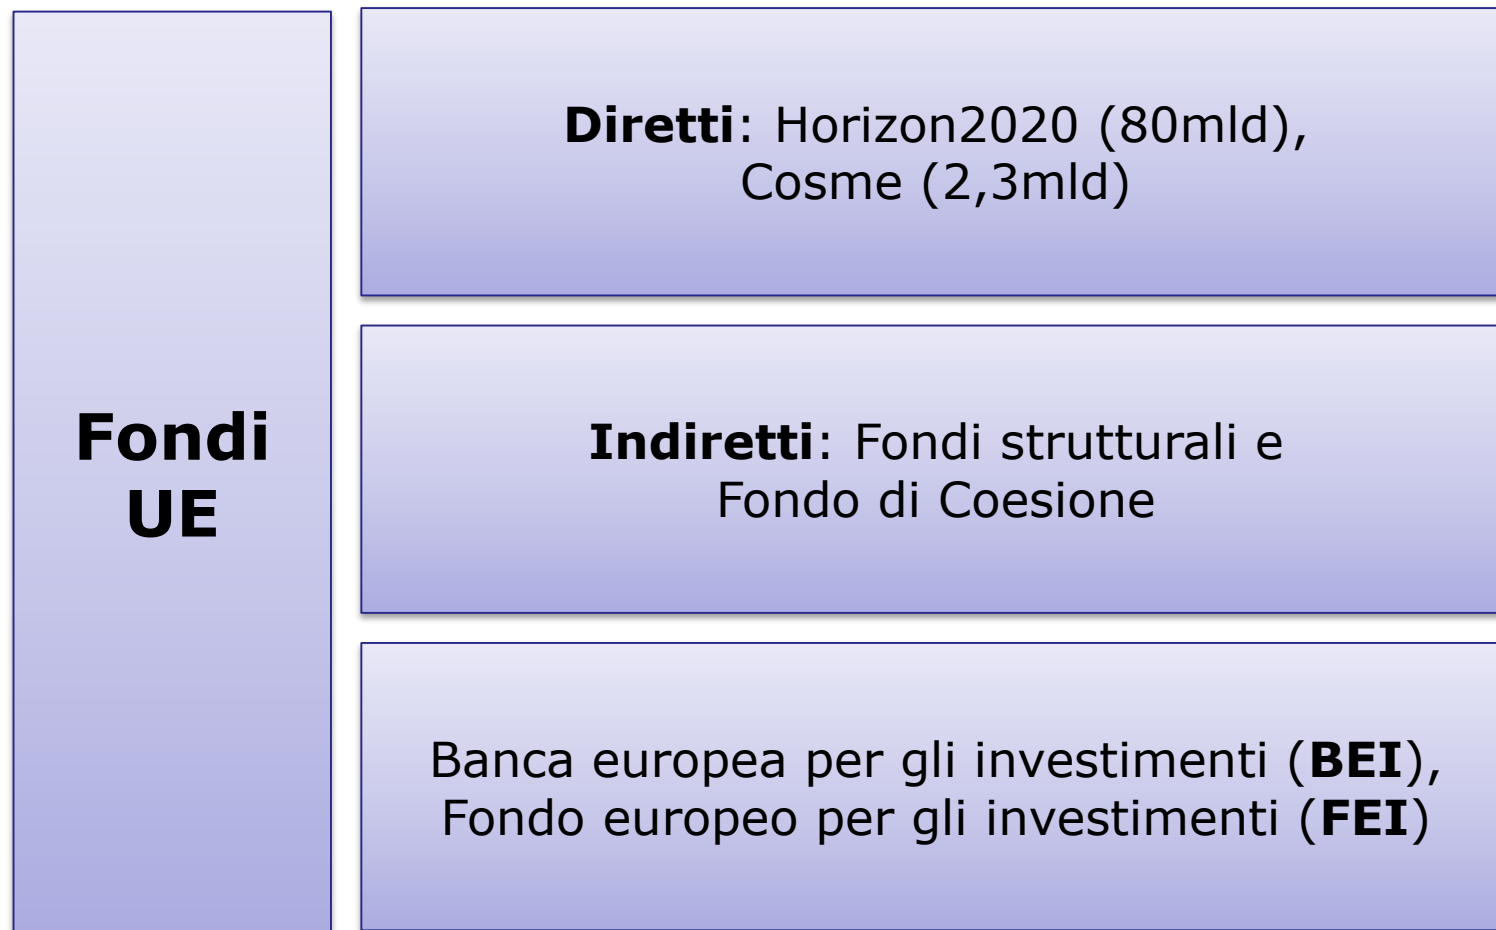 Fondi
UE
Diretti: Horizon2020 (80mld),
Cosme (2,3mld)
Indiretti: Fondi strutturali e
Fondo di Coesione
Banca europea per gli investimenti (BEI),
Fondo europeo per gli investimenti (FEI)